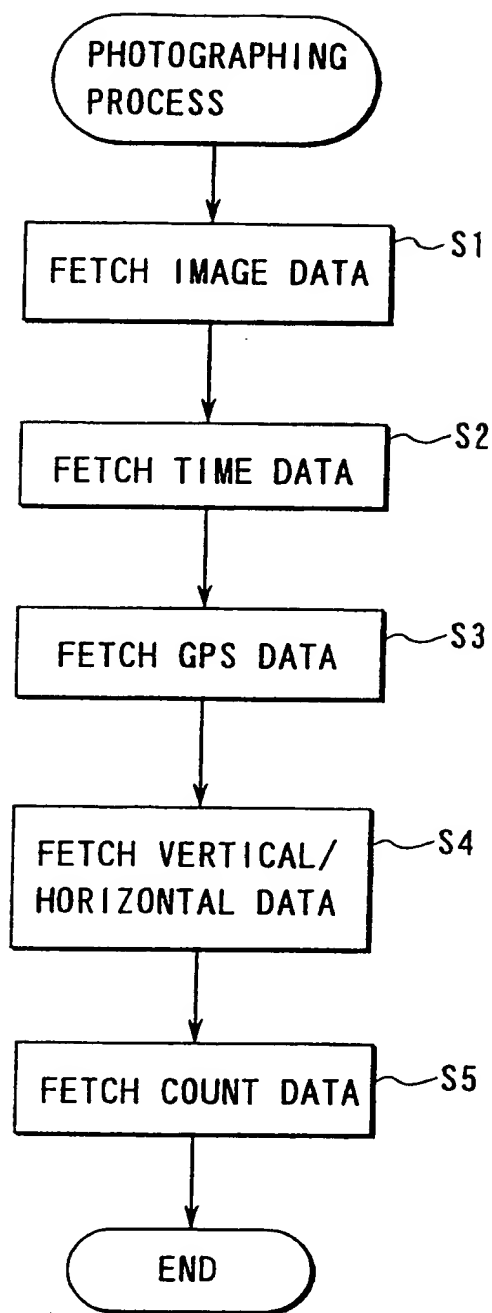 PHOTOGRAPHING
PROCESS
S1
FETCH IMAGE DATA
S2
FETCH TIME DATA
S3
FETCH GPS DATA
S4
FETCH VERTICAL/
HORIZONTAL DATA
S5
FETCH COUNT DATA
END